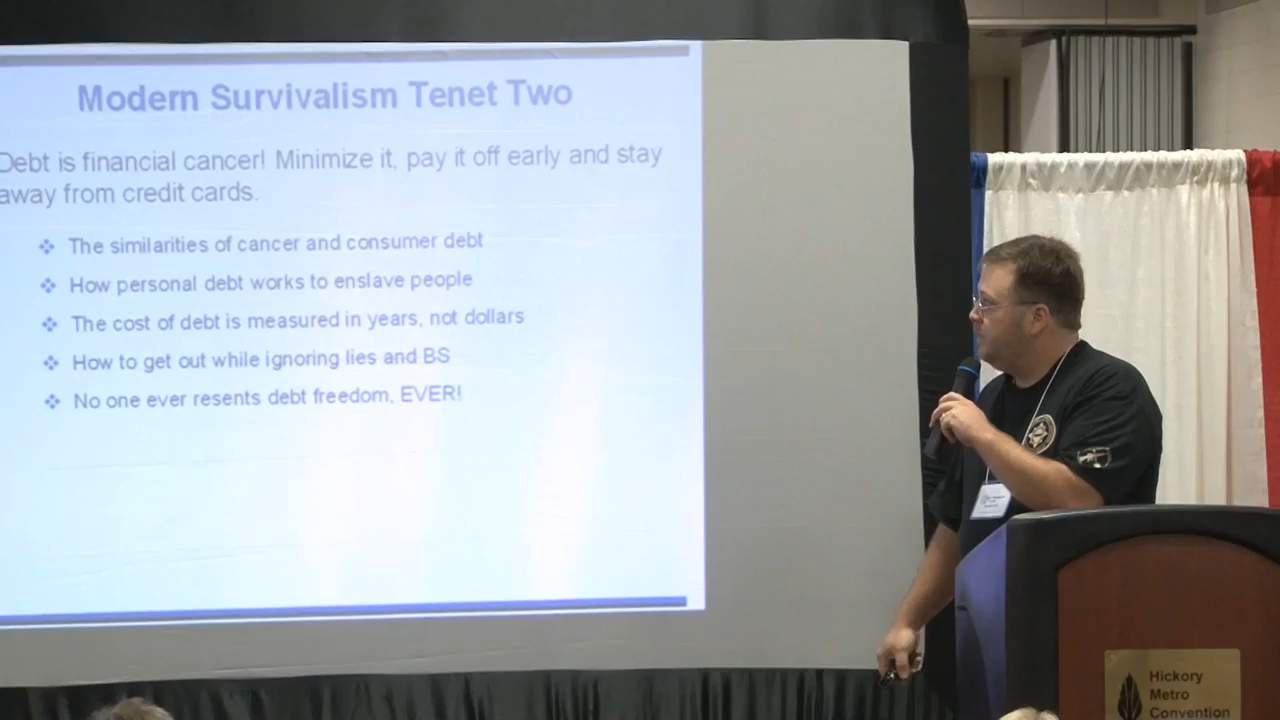 Modern Survivalism Tenet Two
Debt is financial cancer! Minimize it, pay it off early and stay
away from credit cards.
The similarities of cancer and consumer debt
How personal debt works to enslave people
The cost of debt is measured in years, not dollars
How to get out while ignoring lies and BS
No one ever resents debt freedom, EVER!
Hickory
Metro
Convention